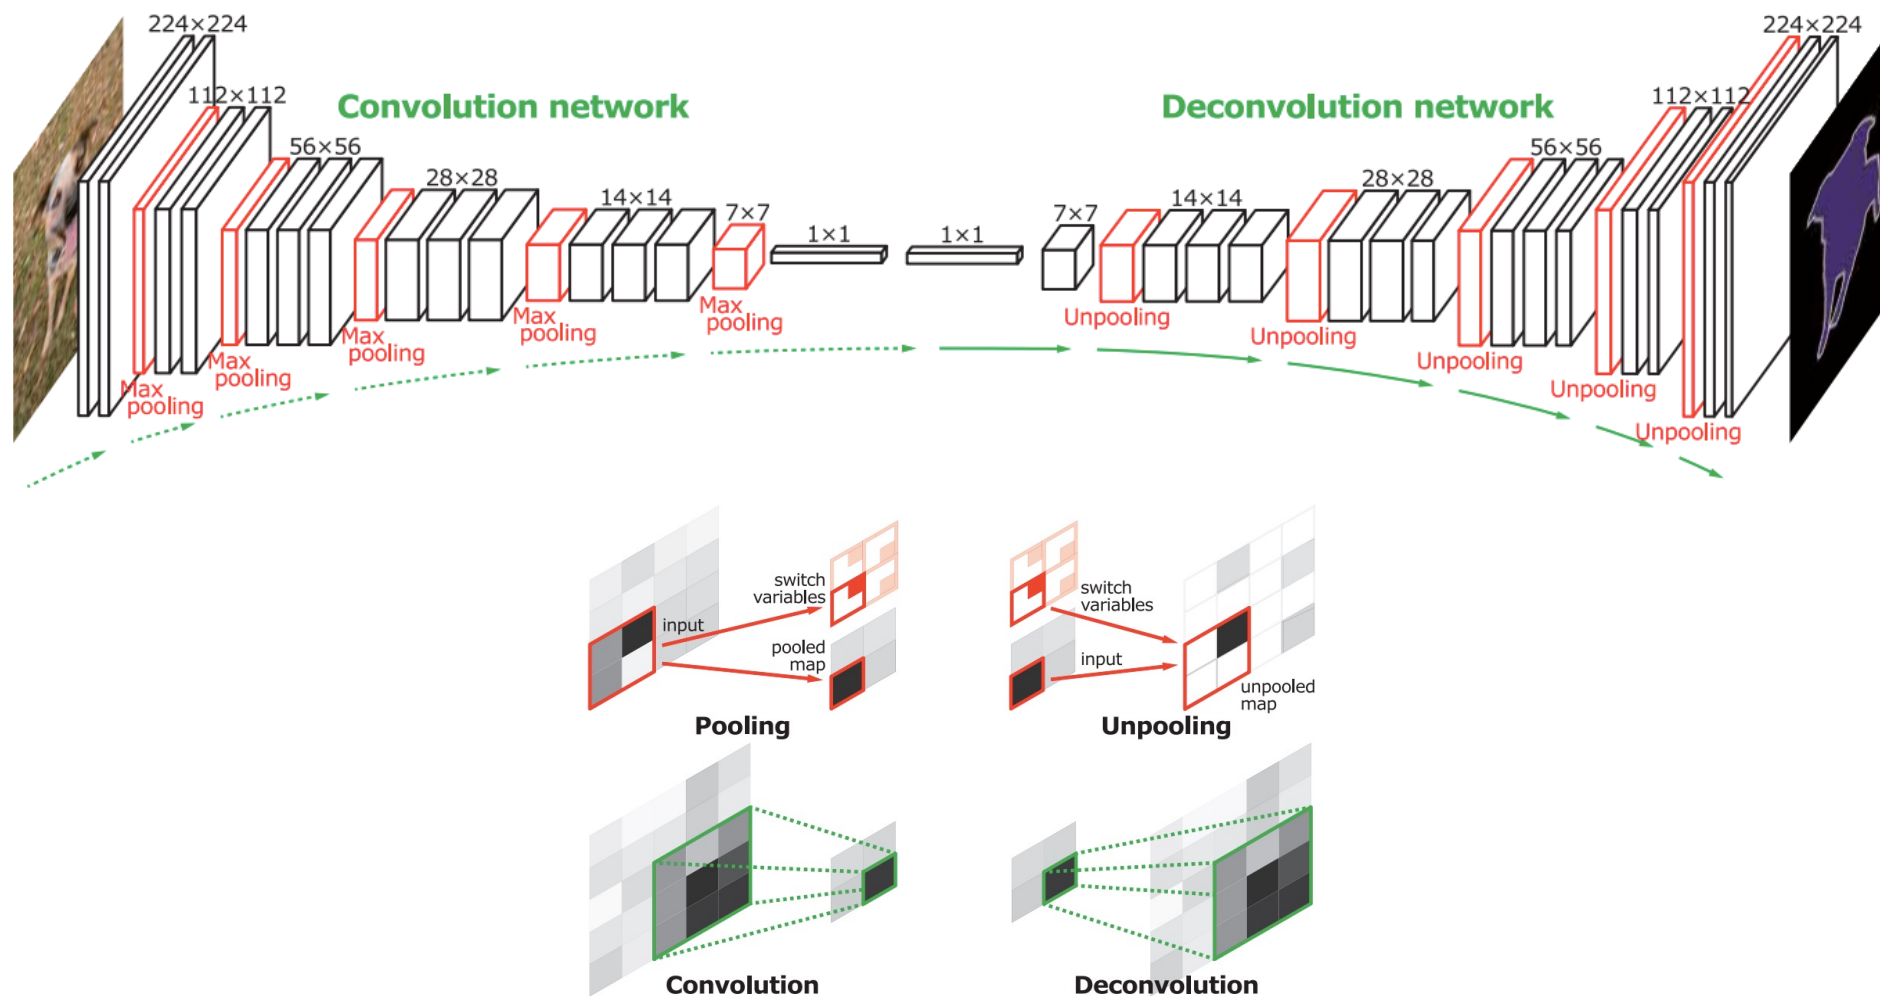 224×224
112×112
56×56
28×28
14×14
7×7
1×1
1×1
7×7
14×14
28×28
56×56
112×112
224×224
Convolution network
Deconvolution network
Max
pooling
Max
pooling
Max
pooling
Max
pooling
Max
pooling
Unpooling
Unpooling
Unpooling
Unpooling
Unpooling
switch
variables
input
pooled
map
Pooling
switch
variables
input
unpooled
map
Unpooling
Convolution
Deconvolution